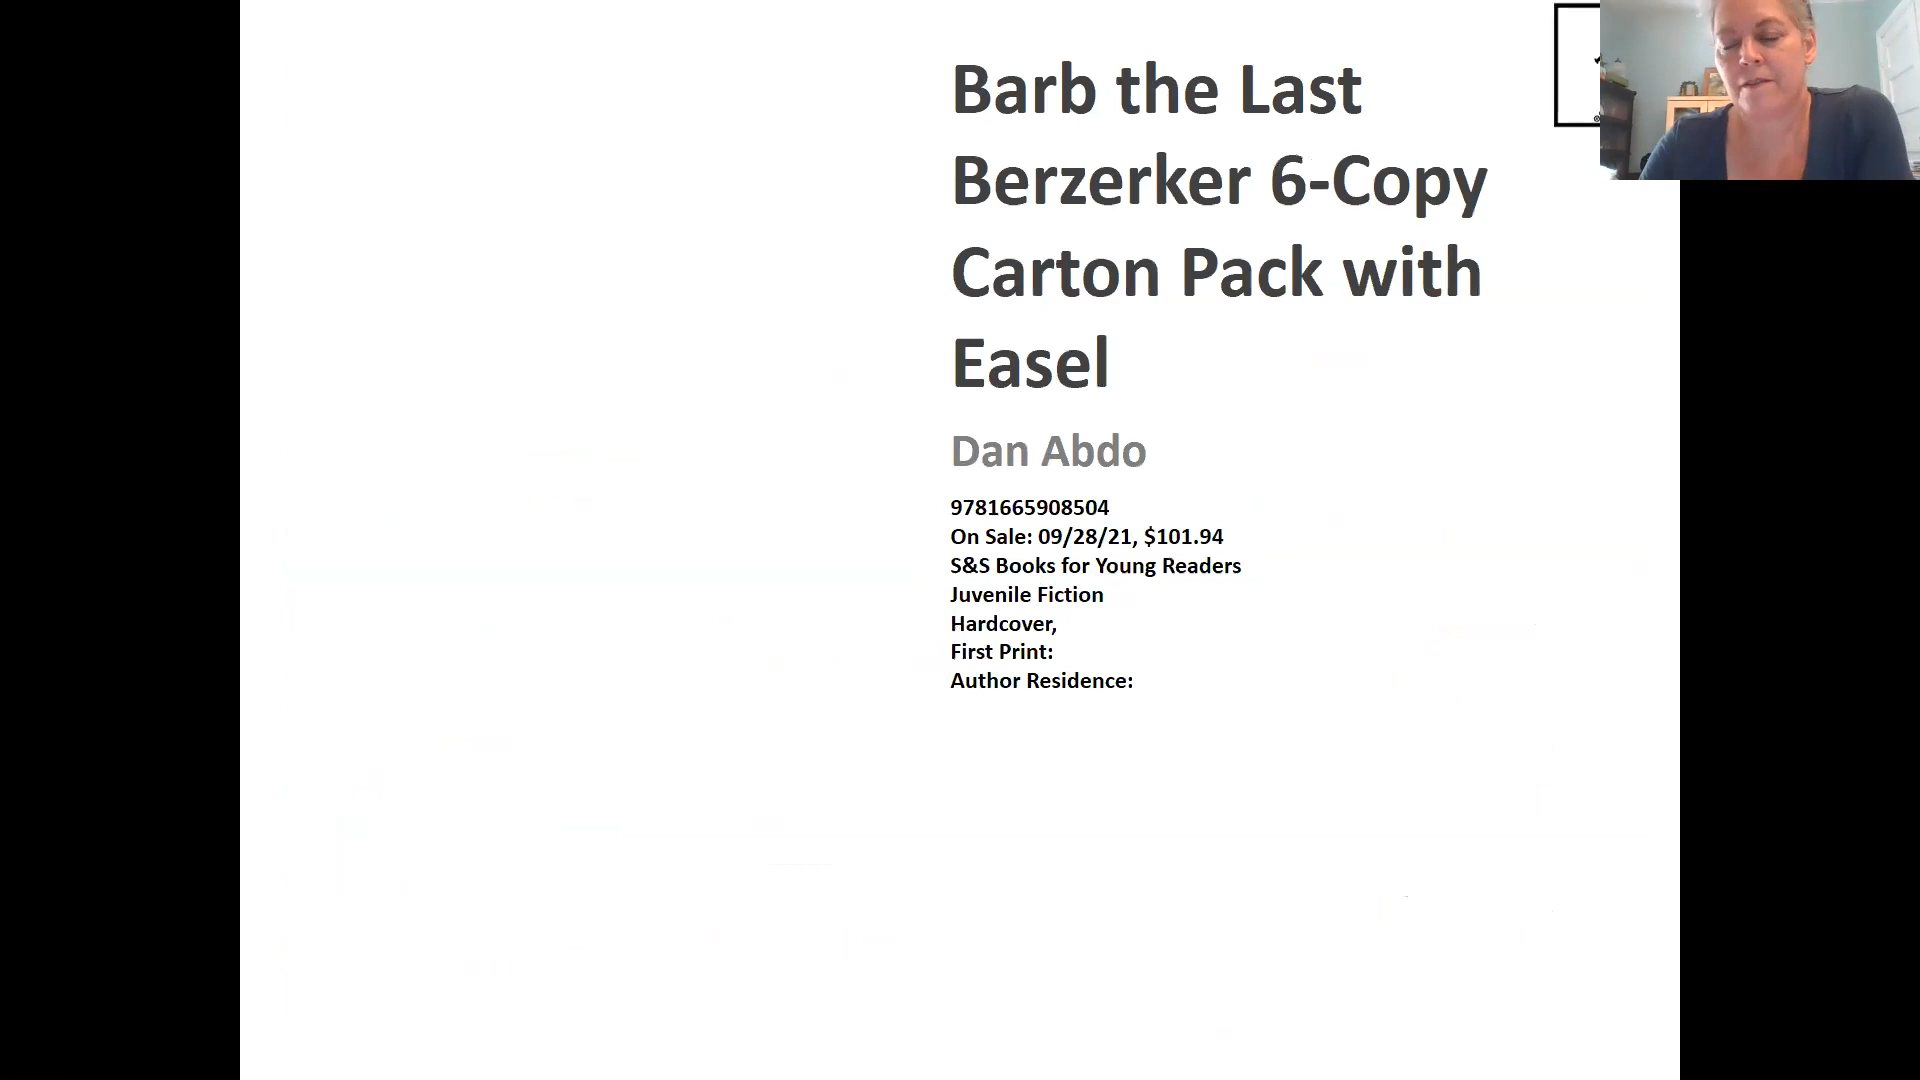 Barb the Last
Berzerker 6-Copy
Carton Pack with
Easel
Dan Abdo
9781665908504
On Sale: 09/28/21, $101.94
S&S Books for Young Readers
Juvenile Fiction
Hardcover,
First Print:
Author Residence: